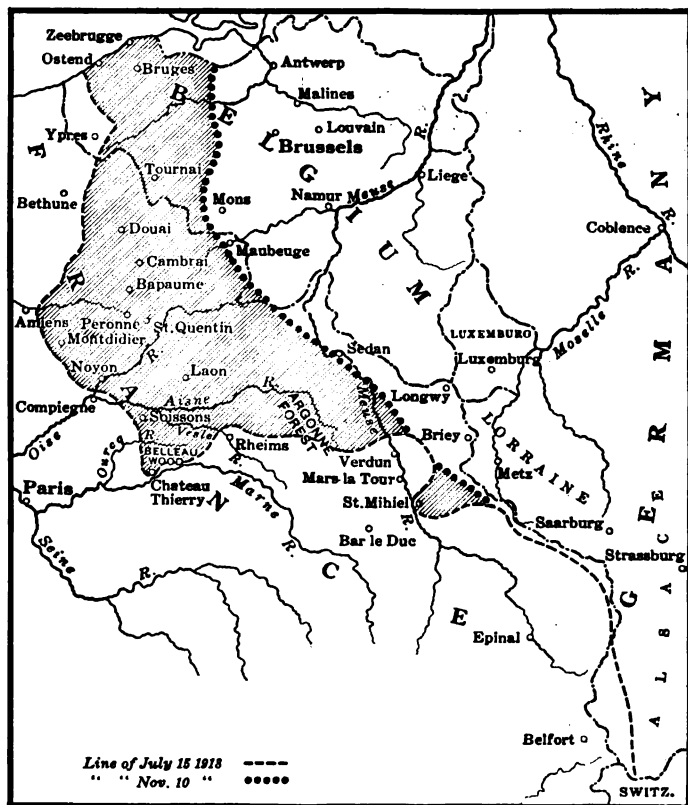 Zeebrugge
Ostend
Bruges
Antwerp
Malines
Louvain
Brussels
BELGIUM
Ypres
Tournai
Bethune
Mons
Namur
Meuse
R.
Liege
Rhine
R.
Coblence
Douai
Maubeuge
Cambrai
Bapaume
Amiens
Peronne
St. Quentin
Montdidier
R.
Noyon
Laon
Sedan
LUXEMBURG
Luxemburg
Moselle
R.
Longwy
Compiegne
Aisne
R.
Meuse
ARGONNE
FOREST
Soissons
Vesle
R.
Rheims
R.
Oise
Ourcq
BELLEAU
WOOD
Briey
LORRAINE
Verdun
Metz
Mars la Tour
Paris
Chateau
Thierry
Marne
R.
St. Mihiel
R.
Saarburg
Bar le Duc
Strassburg
Seine
R.
FRANCE
Epinal
ALSACE
GERMANY
Belfort
SWITZ.
Line of July 15 1918
“ “ Nov. 10 “